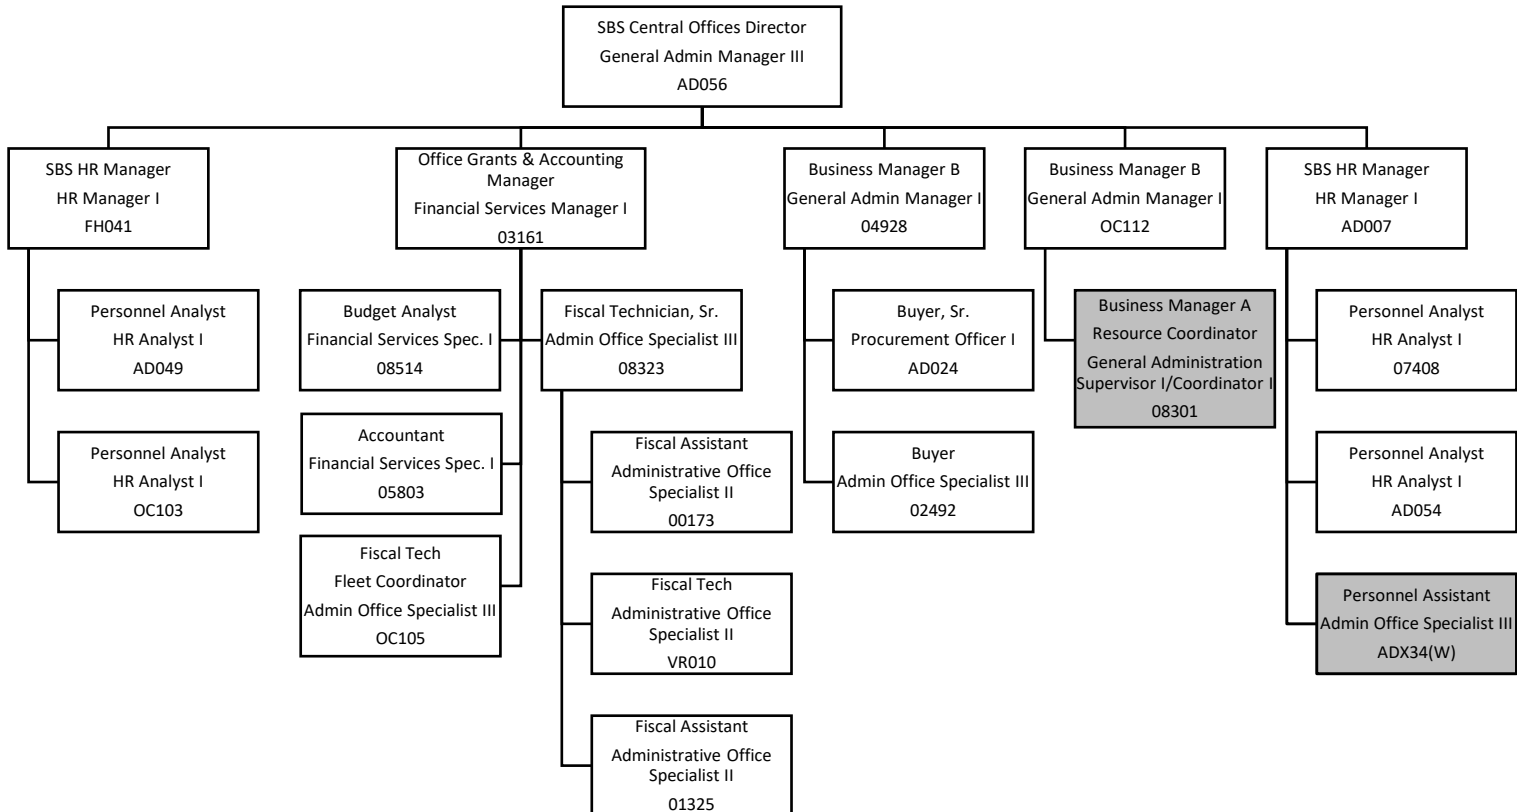 SBS Central Offices Director
General Admin Manager III
AD056
SBS HR Manager
HR Manager I
FH041
Office Grants & Accounting
Manager
Financial Services Manager I
03161
Business Manager B
General Admin Manager I
04928
Business Manager B
General Admin Manager I
OC112
SBS HR Manager
HR Manager I
AD007
Personnel Analyst
HR Analyst I
AD049
Personnel Analyst
HR Analyst I
OC103
Budget Analyst
Financial Services Spec. I
08514
Accountant
Financial Services Spec. I
05803
Fiscal Tech
Fleet Coordinator
Admin Office Specialist III
OC105
Fiscal Technician, Sr.
Admin Office Specialist III
08323
Fiscal Assistant
Administrative Office
Specialist II
00173
Fiscal Tech
Administrative Office
Specialist II
VR010
Fiscal Assistant
Administrative Office
Specialist II
01325
Buyer, Sr.
Procurement Officer I
AD024
Buyer
Admin Office Specialist III
02492
Business Manager A
Resource Coordinator
General Administration
Supervisor I/Coordinator I
08301
Personnel Analyst
HR Analyst I
07408
Personnel Analyst
HR Analyst I
AD054
Personnel Assistant
Admin Office Specialist III
ADX34(W)